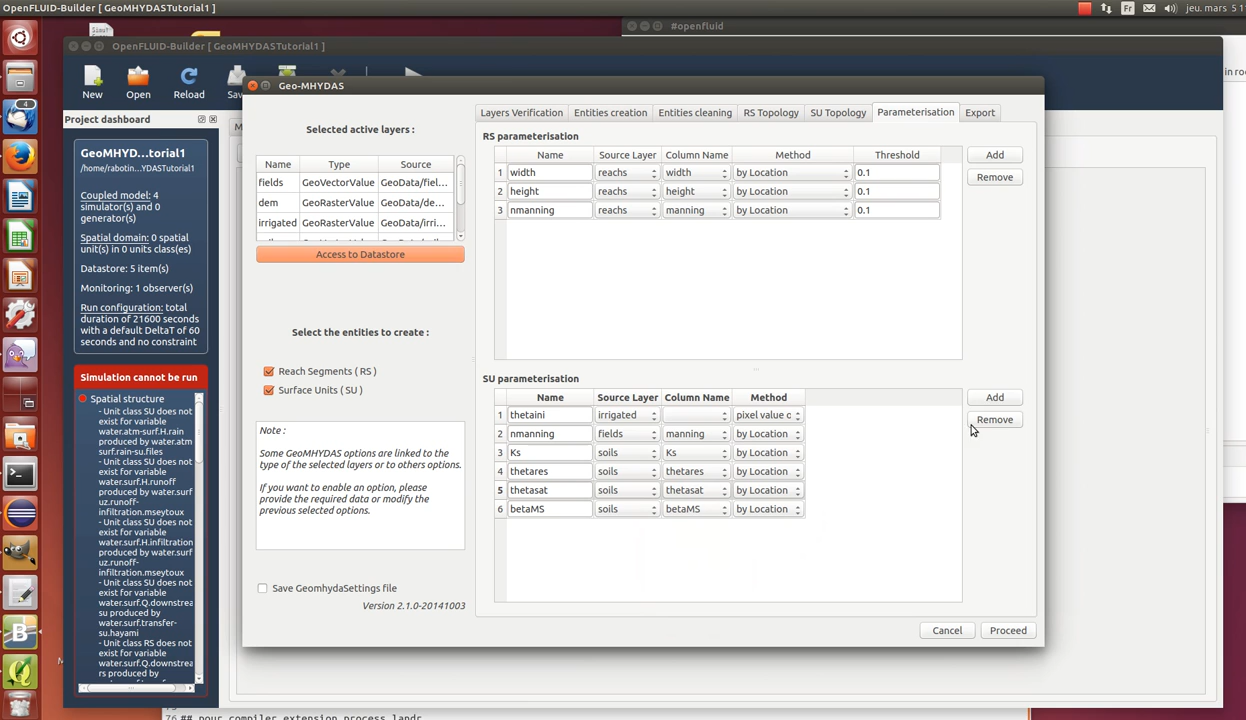 OpenFLUID-Builder [ GeoMHYDASTutorial1 ]
Fr
jeu. mars 5 1
#openfluid
OpenFLUID-Builder [ GeoMHYDASTutorial1 ]
New
Open
Reload
Sav
Geo-MHYDAS
Project dashboard
GeoMHYD...torial1
/home/rabotin...YDASTutorial1
Coupled model: 4
simulator(s) and 0
generator(s)
Spatial domain: 0 spatial
unit(s) in 0 units class(es)
Datastore: 5 item(s)
Monitoring: 1 observer(s)
Run configuration: total
duration of 21600 seconds
with a default DeltaT of 60
seconds and no constraint
Simulation cannot be run
Spatial structure
- Unit class SU does not
exist for variable
water.atm-surf.H.rain
produced by water.atm
surf.rain-su.files
- Unit class SU does not
exist for variable
water.surf.H.runoff
produced by water.surf
uz.runoff-
infiltration.mseytoux
- Unit class SU does not
exist for variable
water.surf.H.infiltration
produced by water.surf
uz.runoff-
infiltration.mseytoux
- Unit class SU does not
exist for variable
water.surf.Q.downstrea
su produced by
water.surf.transfer-
su.hayami
- Unit class RS does not
exist for variable
water.surf.Q.downstrea
rs produced by
Selected active layers :
Name Type Source
fields GeoVectorValue GeoData/fiel...
dem GeoRasterValue GeoData/de...
irrigated GeoRasterValue GeoData/irri...
Access to Datastore
Select the entities to create :
Reach Segments ( RS )
Surface Units ( SU )
Note :
Some GeoMHYDAS options are linked to the
type of the selected layers or to others options.
If you want to enable an option, please
provide the required data or modify the
previous selected options.
Save GeomhydaSettings file
Version 2.1.0-20141003
Layers Verification Entities creation Entities cleaning RS Topology SU Topology Parameterisation Export
RS parameterisation
Name Source Layer Column Name Method Threshold
1 width reachs width by Location 0.1
2 height reachs height by Location 0.1
3 nmanning reachs manning by Location 0.1
Add
Remove
SU parameterisation
Name Source Layer Column Name Method
1 thetaini irrigated pixel value o
2 nmanning fields manning by Location
3 Ks soils Ks by Location
4 thetares soils thetares by Location
5 thetasat soils thetasat by Location
6 betaMS soils betaMS by Location
Add
Remove
Cancel
Proceed
76 ## pour compiler extension process landr